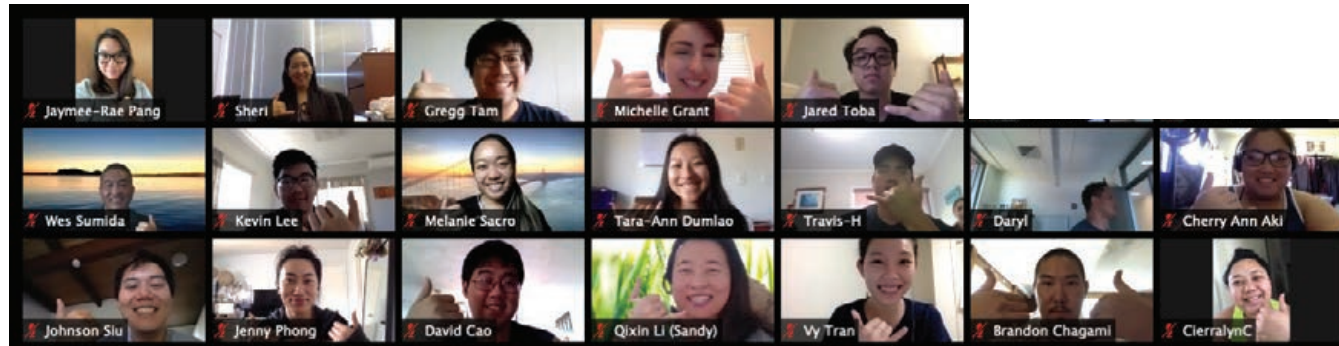 Jaymee-Rae Pang
Sheri
Gregg Tam
Michelle Grant
Jared Toba
Wes Sumida
Kevin Lee
Melanie Sacro
Tara-Ann Dumlao
Travis-H
Daryl
Cherry Ann Aki
Johnson Siu
Jenny Phong
David Cao
Qixin Li (Sandy)
Vy Tran
Brandon Chagami
CierralynC